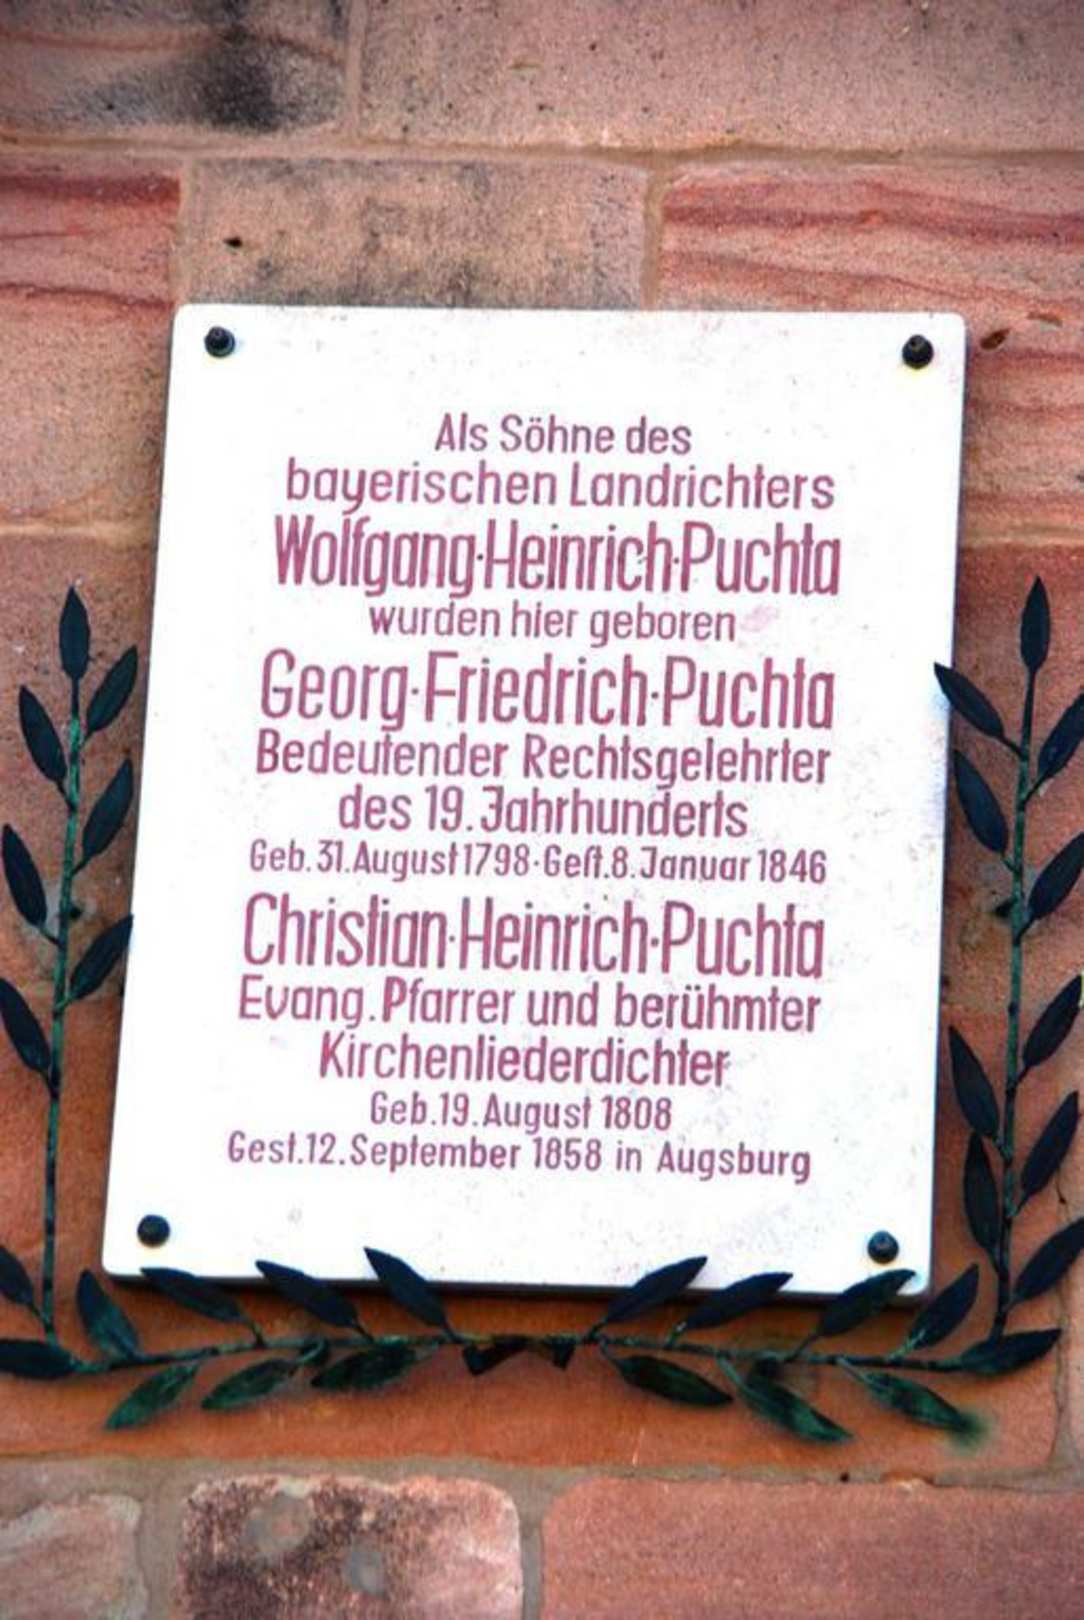 Als Söhne des
bayerischen Landrichters
Wolfgang·Heinrich·Puchta
wurden hier geboren
Georg·Friedrich·Puchta
Bedeutender Rechtsgelehrter
des 19. Jahrhunderts
Geb. 31. August 1798·Gest. 8. Januar 1846
Christian·Heinrich·Puchta
Evang. Pfarrer und berühmter
Kirchenliederdichter
Geb. 19. August 1808
Gest. 12. September 1858 in Augsburg